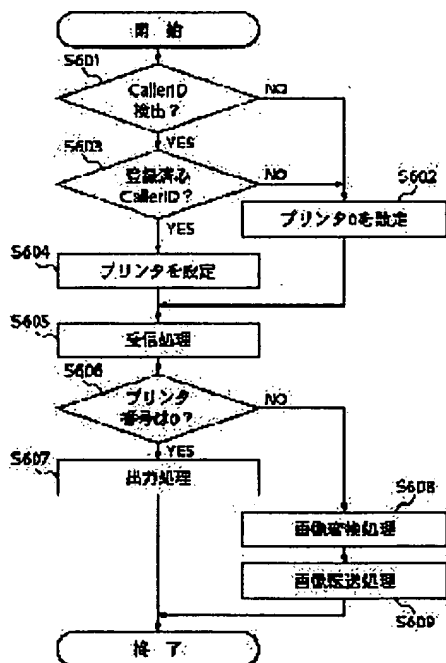 開始
S601
CallerID
検出?
NO
YES
S603
登録済み
CallerID?
NO
YES
S602
プリンタ0を設定
S604
プリンタを設定
S605
受信処理
S606
プリンタ
番号は0?
NO
YES
S607
出力処理
S608
画像変換処理
画像転送処理
S609
終了